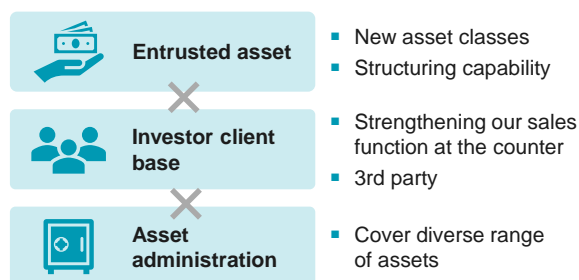 Entrusted asset
New asset classes
Structuring capability
Investor client
base
Strengthening our sales
function at the counter
3rd party
Asset
administration
Cover diverse range
of assets